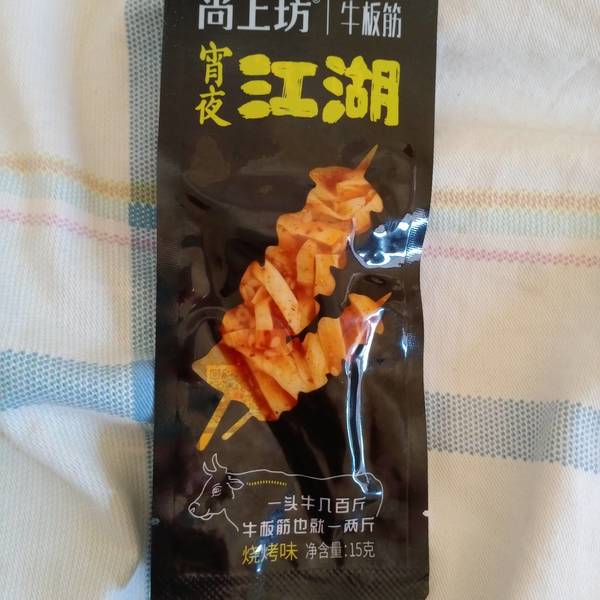 尚上坊® | 牛板筋
宵夜 江湖
一头牛几百斤
牛板筋也就一两斤
烧烤味 净含量:15克